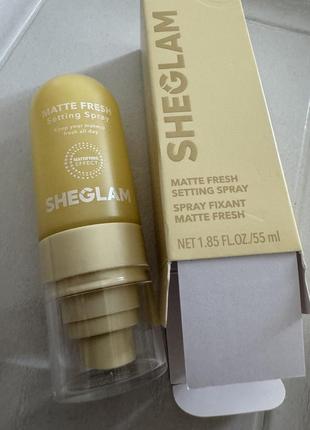 MATTE FRESH
Setting Spray
Keep your makeup
fresh all day
MATTIFYING
EFFECT
SHEGLAM
SHEGLAM
MATTE FRESH
SETTING SPRAY
SPRAY FIXANT
MATTE FRESH
NET 1.85 FL.OZ./55 ml